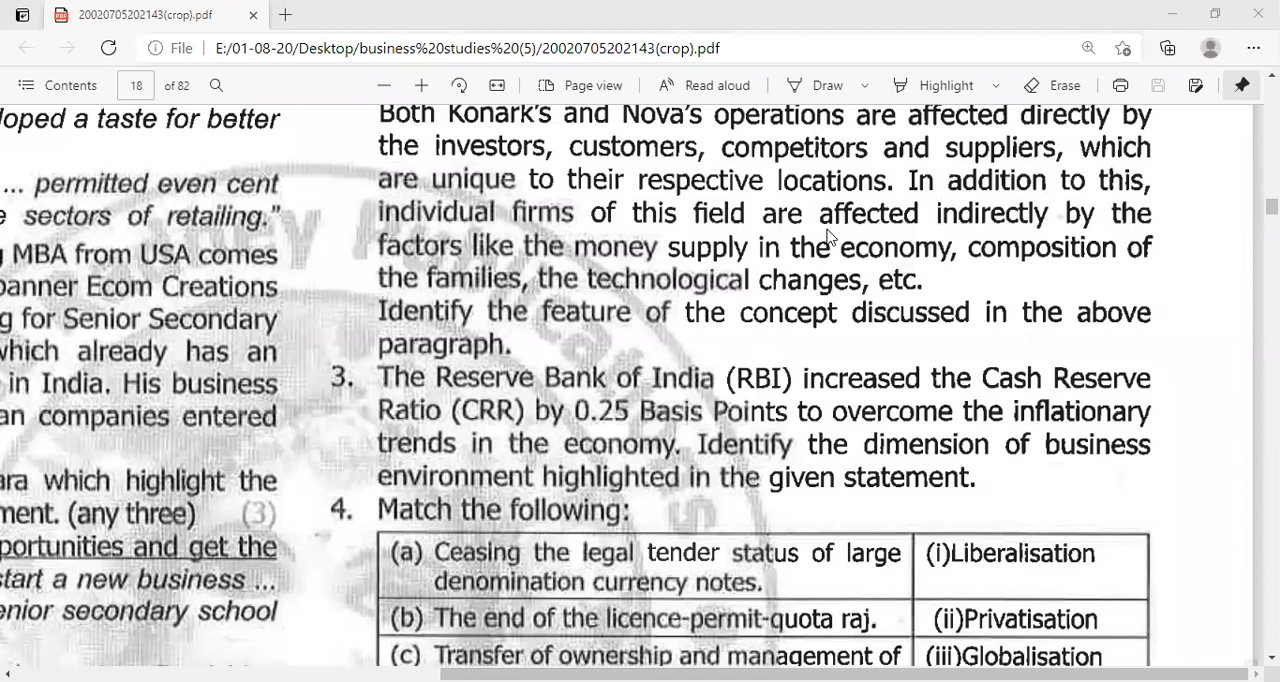 20020705202143(crop).pdf
File
E:/01-08-20/Desktop/business%20studies%20(5)/20020705202143(crop).pdf
Contents
18
of 82
Page view
Read aloud
Draw
Highlight
Erase
loped a taste for better
... permitted even cent
e sectors of retailing."
MBA from USA comes
banner Ecom Creations
g for Senior Secondary
which already has an
in India. His business
an companies entered
ara which highlight the
ment. (any three) (3)
portunities and get the
start a new business ...
enior secondary school
Both Konark's and Nova's operations are affected directly by
the investors, customers, competitors and suppliers, which
are unique to their respective locations. In addition to this,
individual firms of this field are affected indirectly by the
factors like the money supply in the economy, composition of
the families, the technological changes, etc.
Identify the feature of the concept discussed in the above
paragraph.
3. The Reserve Bank of India (RBI) increased the Cash Reserve
Ratio (CRR) by 0.25 Basis Points to overcome the inflationary
trends in the economy. Identify the dimension of business
environment highlighted in the given statement.
4. Match the following:
(a) Ceasing the legal tender status of large
denomination currency notes.
(i)Liberalisation
(b) The end of the licence-permit-quota raj.
(ii)Privatisation
(c) Transfer of ownership and management of
(iii)Globalisation